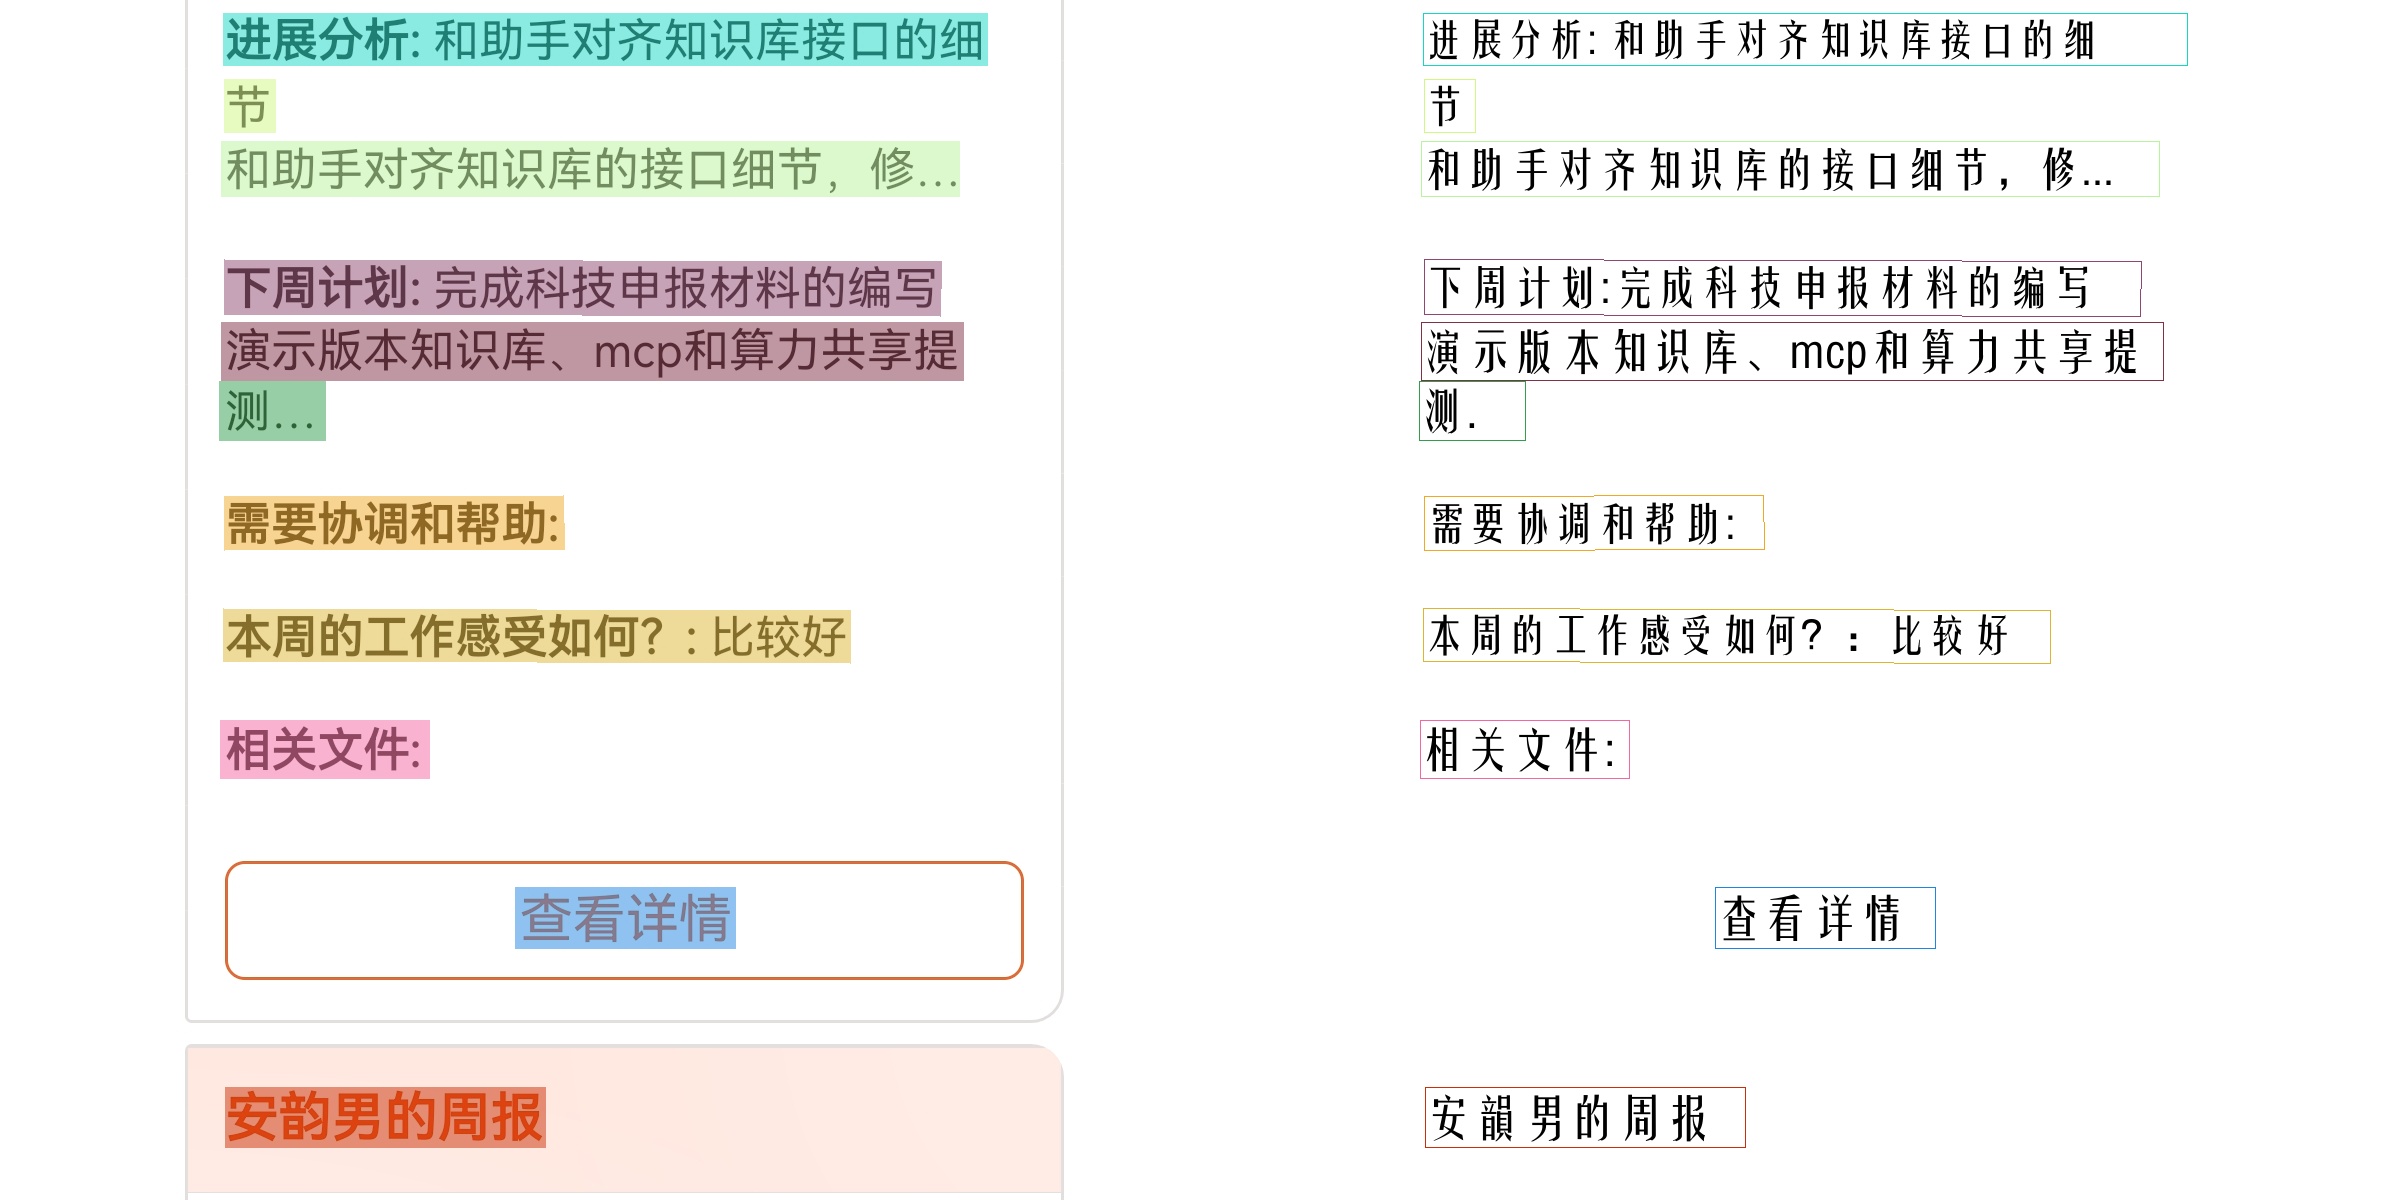 进展分析: 和助手对齐知识库接口的细
节
和助手对齐知识库的接口细节，修...
下周计划: 完成科技申报材料的编写
演示版本知识库、mcp和算力共享提
测...
需要协调和帮助:
本周的工作感受如何？: 比较好
相关文件:
查看详情
安韵男的周报
进展分析: 和助手对齐知识库接口的细
节
和助手对齐知识库的接口细节，修...
下周计划:完成科技申报材料的编写
演示版本知识库、mcp和算力共享提
测.
需要协调和帮助:
本周的工作感受如何?：比较好
相关文件:
查看详情
安韻男的周报